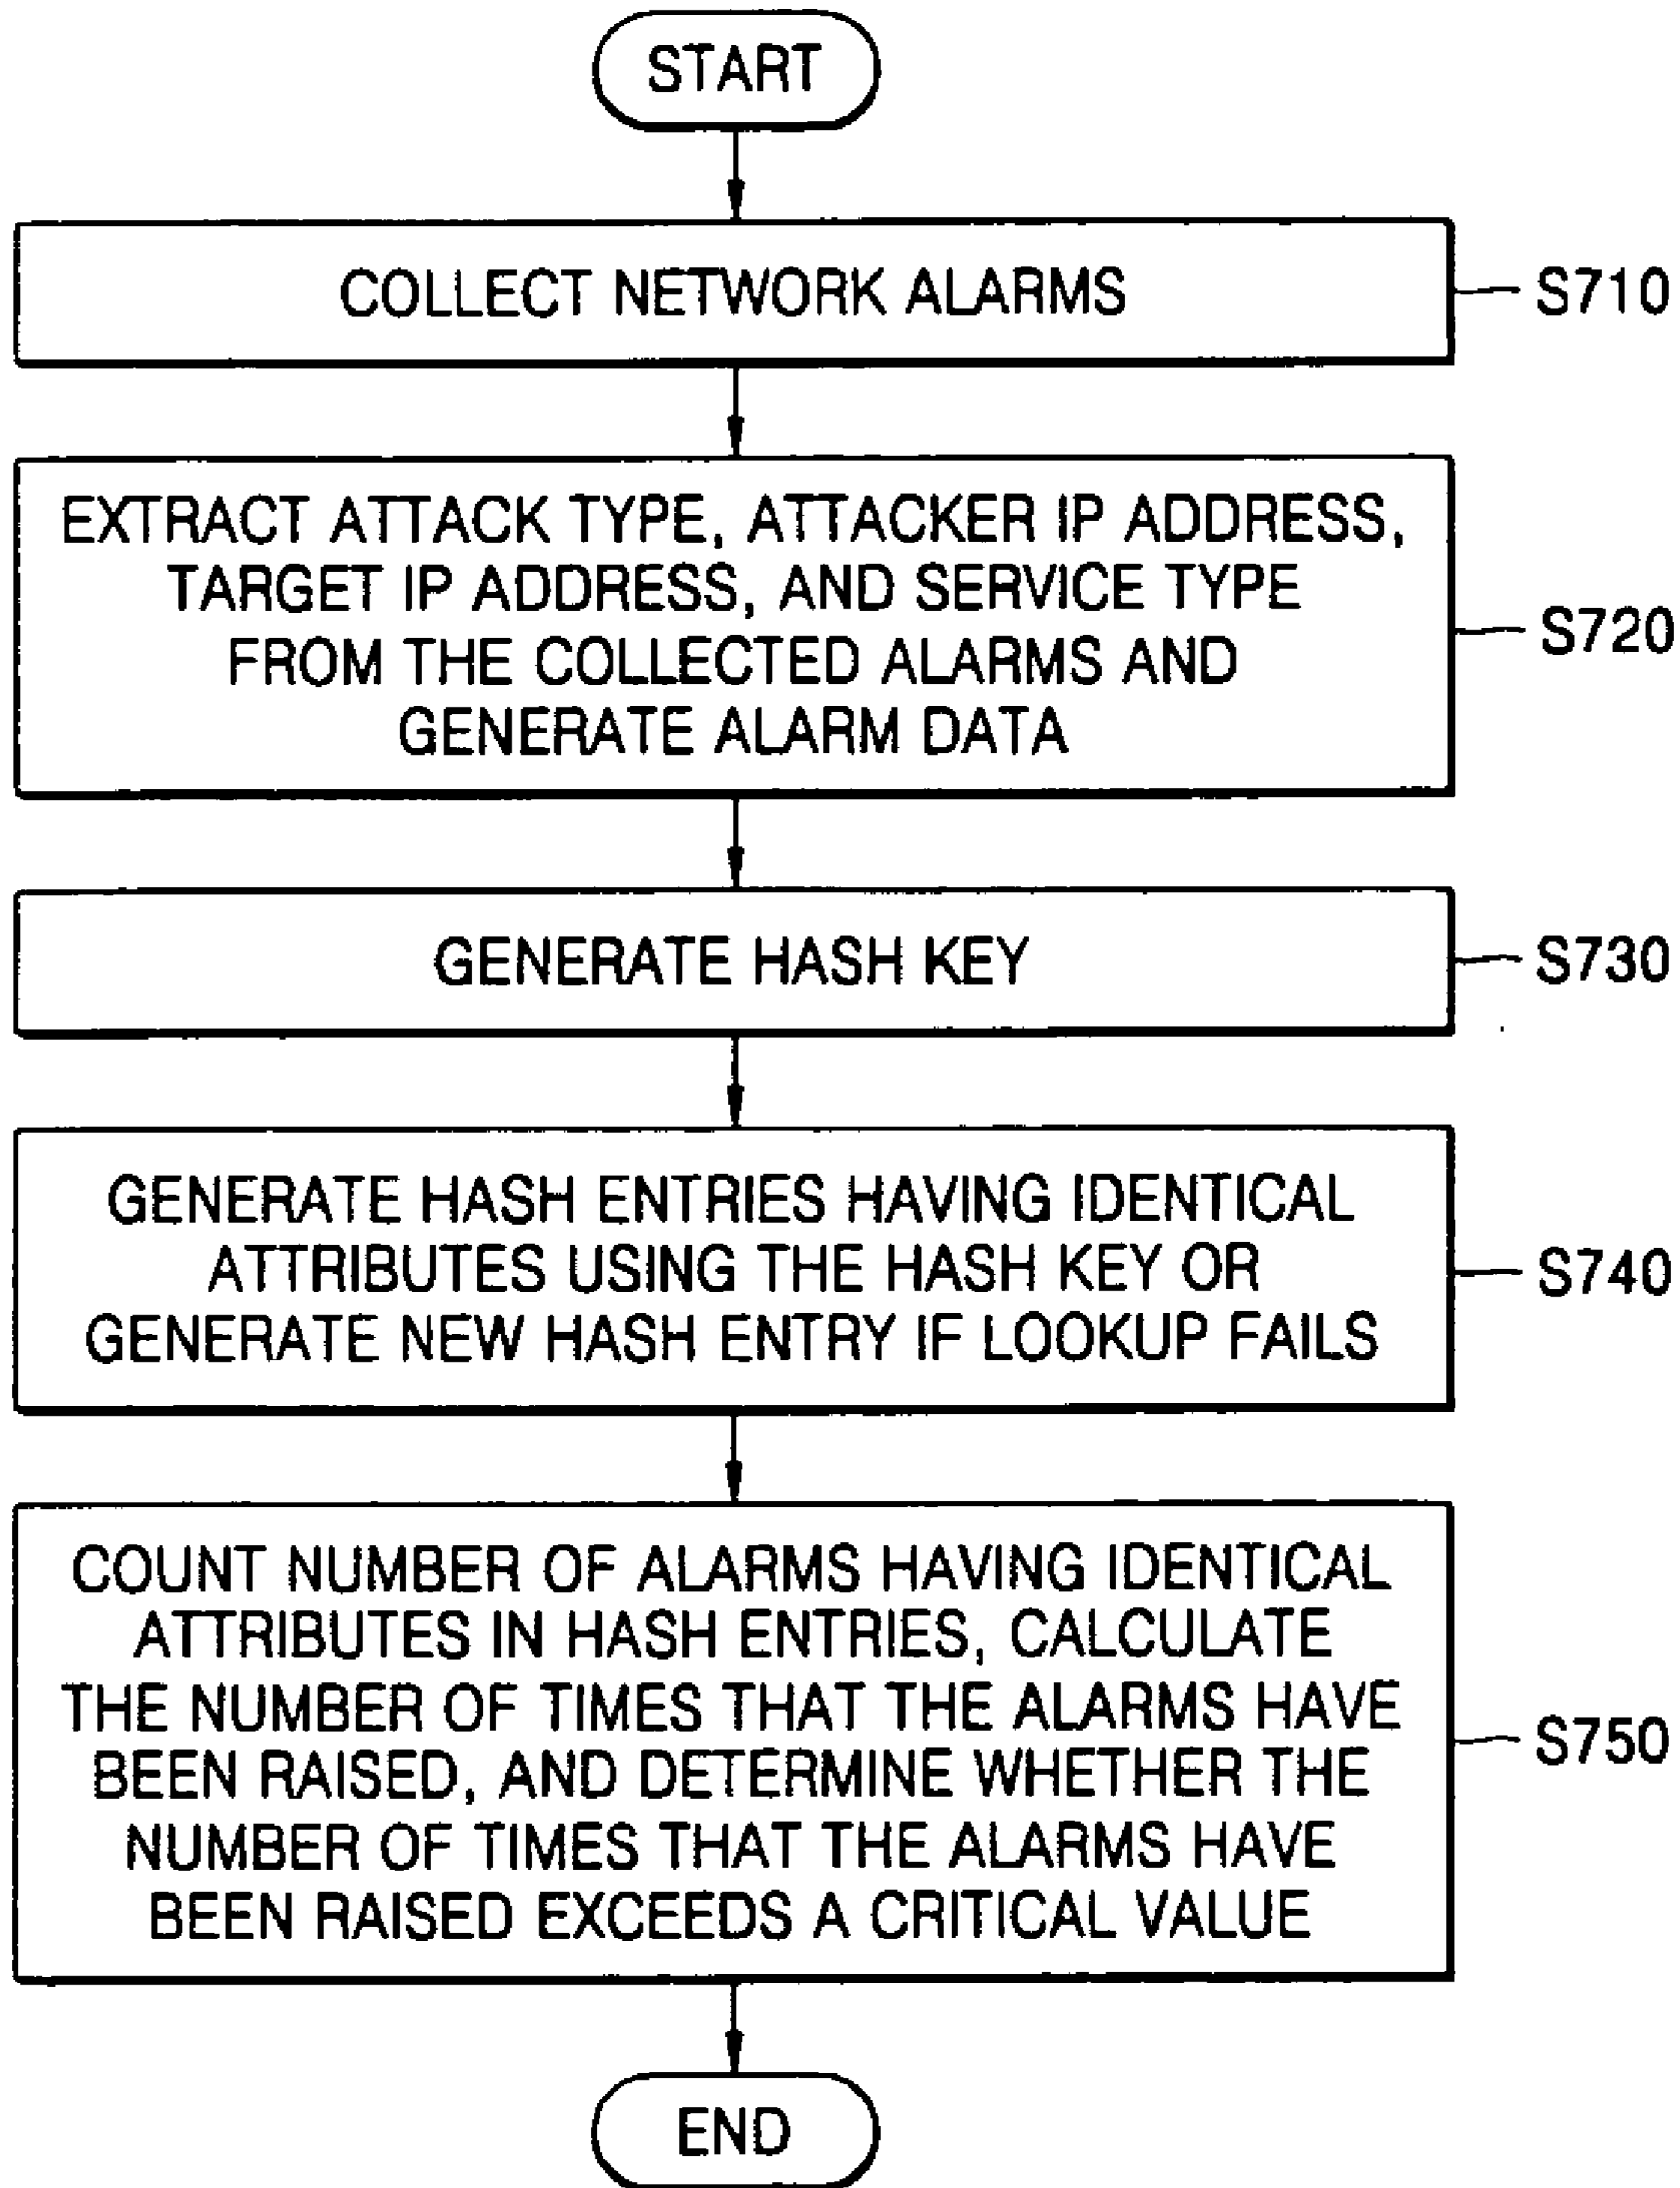 START
COLLECT NETWORK ALARMS
S710
EXTRACT ATTACK TYPE, ATTACKER IP ADDRESS,
TARGET IP ADDRESS, AND SERVICE TYPE
FROM THE COLLECTED ALARMS AND
GENERATE ALARM DATA
S720
GENERATE HASH KEY
S730
GENERATE HASH ENTRIES HAVING IDENTICAL
ATTRIBUTES USING THE HASH KEY OR
GENERATE NEW HASH ENTRY IF LOOKUP FAILS
S740
COUNT NUMBER OF ALARMS HAVING IDENTICAL
ATTRIBUTES IN HASH ENTRIES, CALCULATE
THE NUMBER OF TIMES THAT THE ALARMS HAVE
BEEN RAISED, AND DETERMINE WHETHER THE
NUMBER OF TIMES THAT THE ALARMS HAVE
BEEN RAISED EXCEEDS A CRITICAL VALUE
S750
END